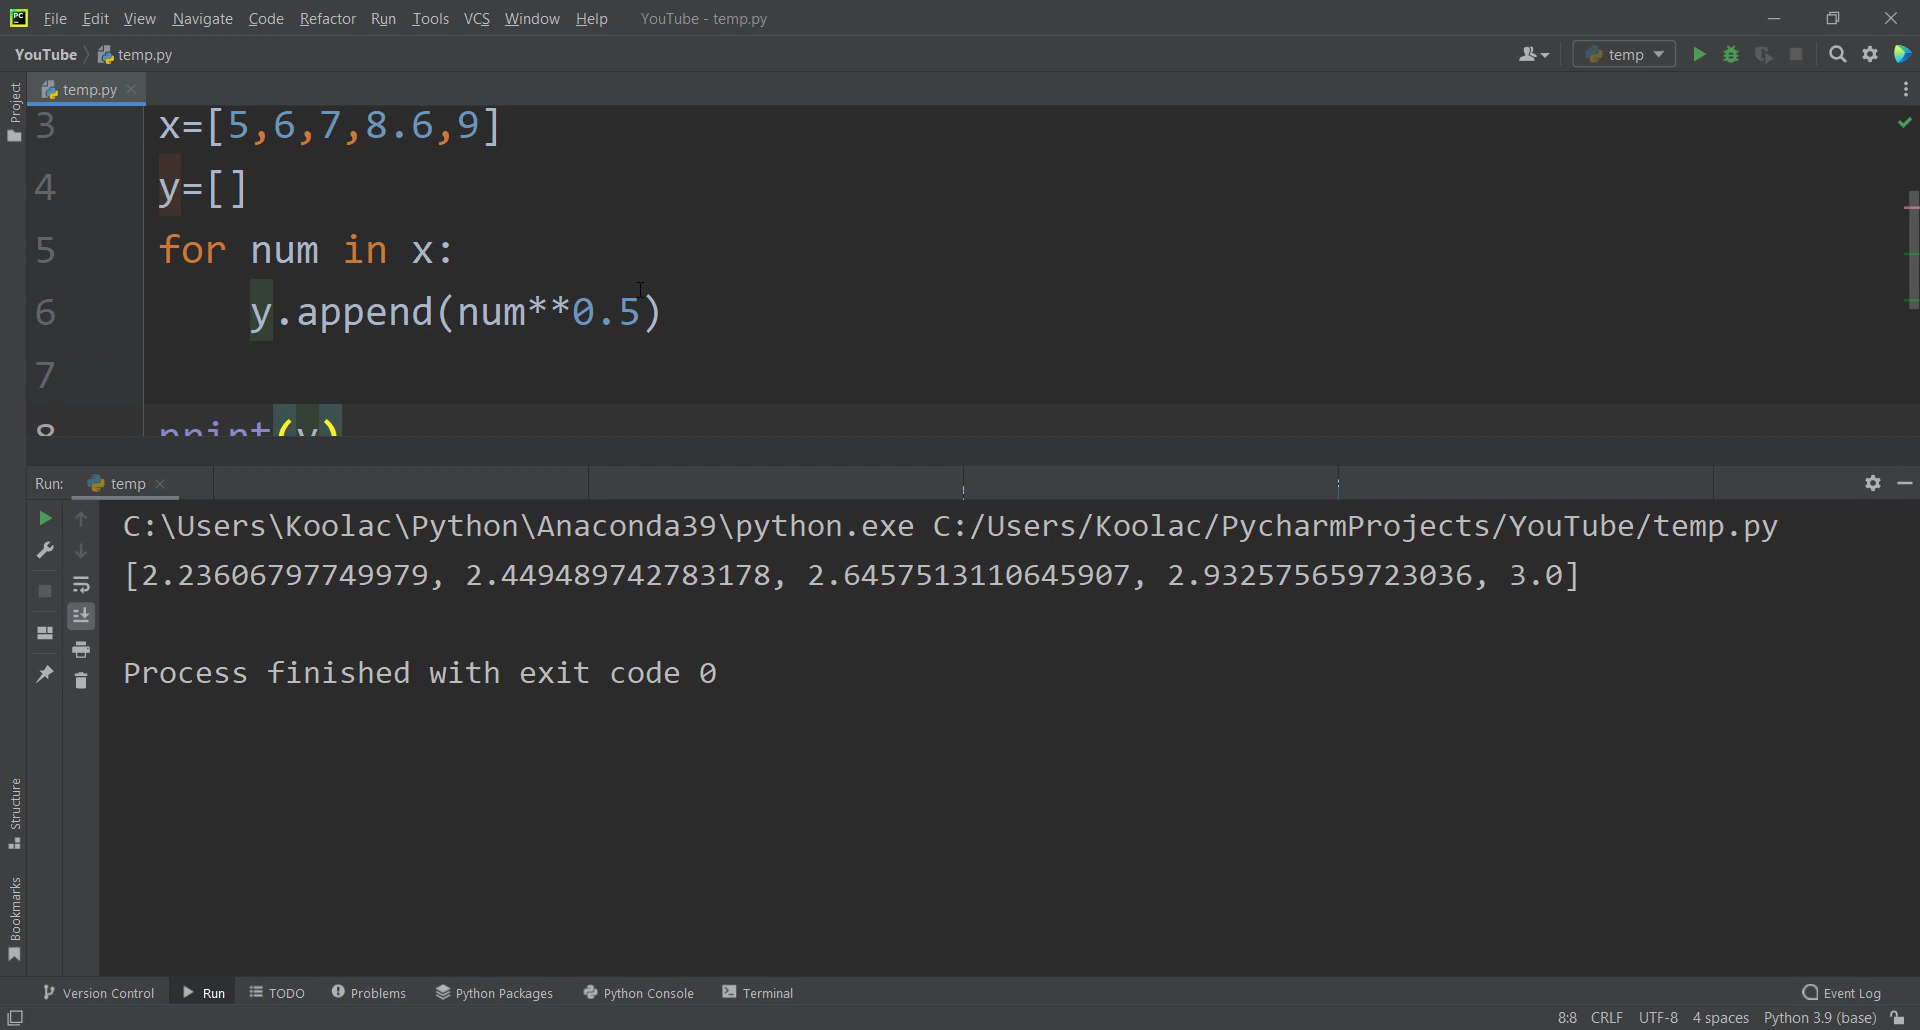 PC File Edit View Navigate Code Refactor Run Tools VCS Window Help YouTube - temp.py
YouTube temp.py temp
Project
temp.py
3 x=[5,6,7,8.6,9]
4 y=[]
5 for num in x:
6 y.append(num**0.5)
7
8 print(y)
Run: temp
C:\Users\Koolac\Python\Anaconda39\python.exe C:/Users/Koolac/PycharmProjects/YouTube/temp.py
[2.23606797749979, 2.449489742783178, 2.6457513110645907, 2.932575659723036, 3.0]
Process finished with exit code 0
Structure
Bookmarks
Version Control Run TODO Problems Python Packages Python Console Terminal Event Log
8:8 CRLF UTF-8 4 spaces Python 3.9 (base)